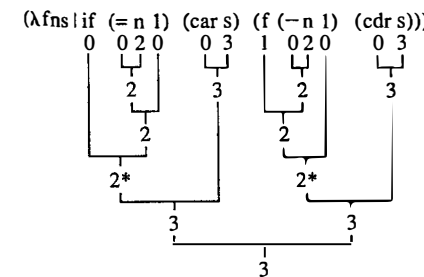 (λfns|if (= n 1) (car s) (f (− n 1) (cdr s)))
0 0 2 0 0 3 1 0 2 0 0 3
2 3 2 3
2 2
2* 2*
3 3
3